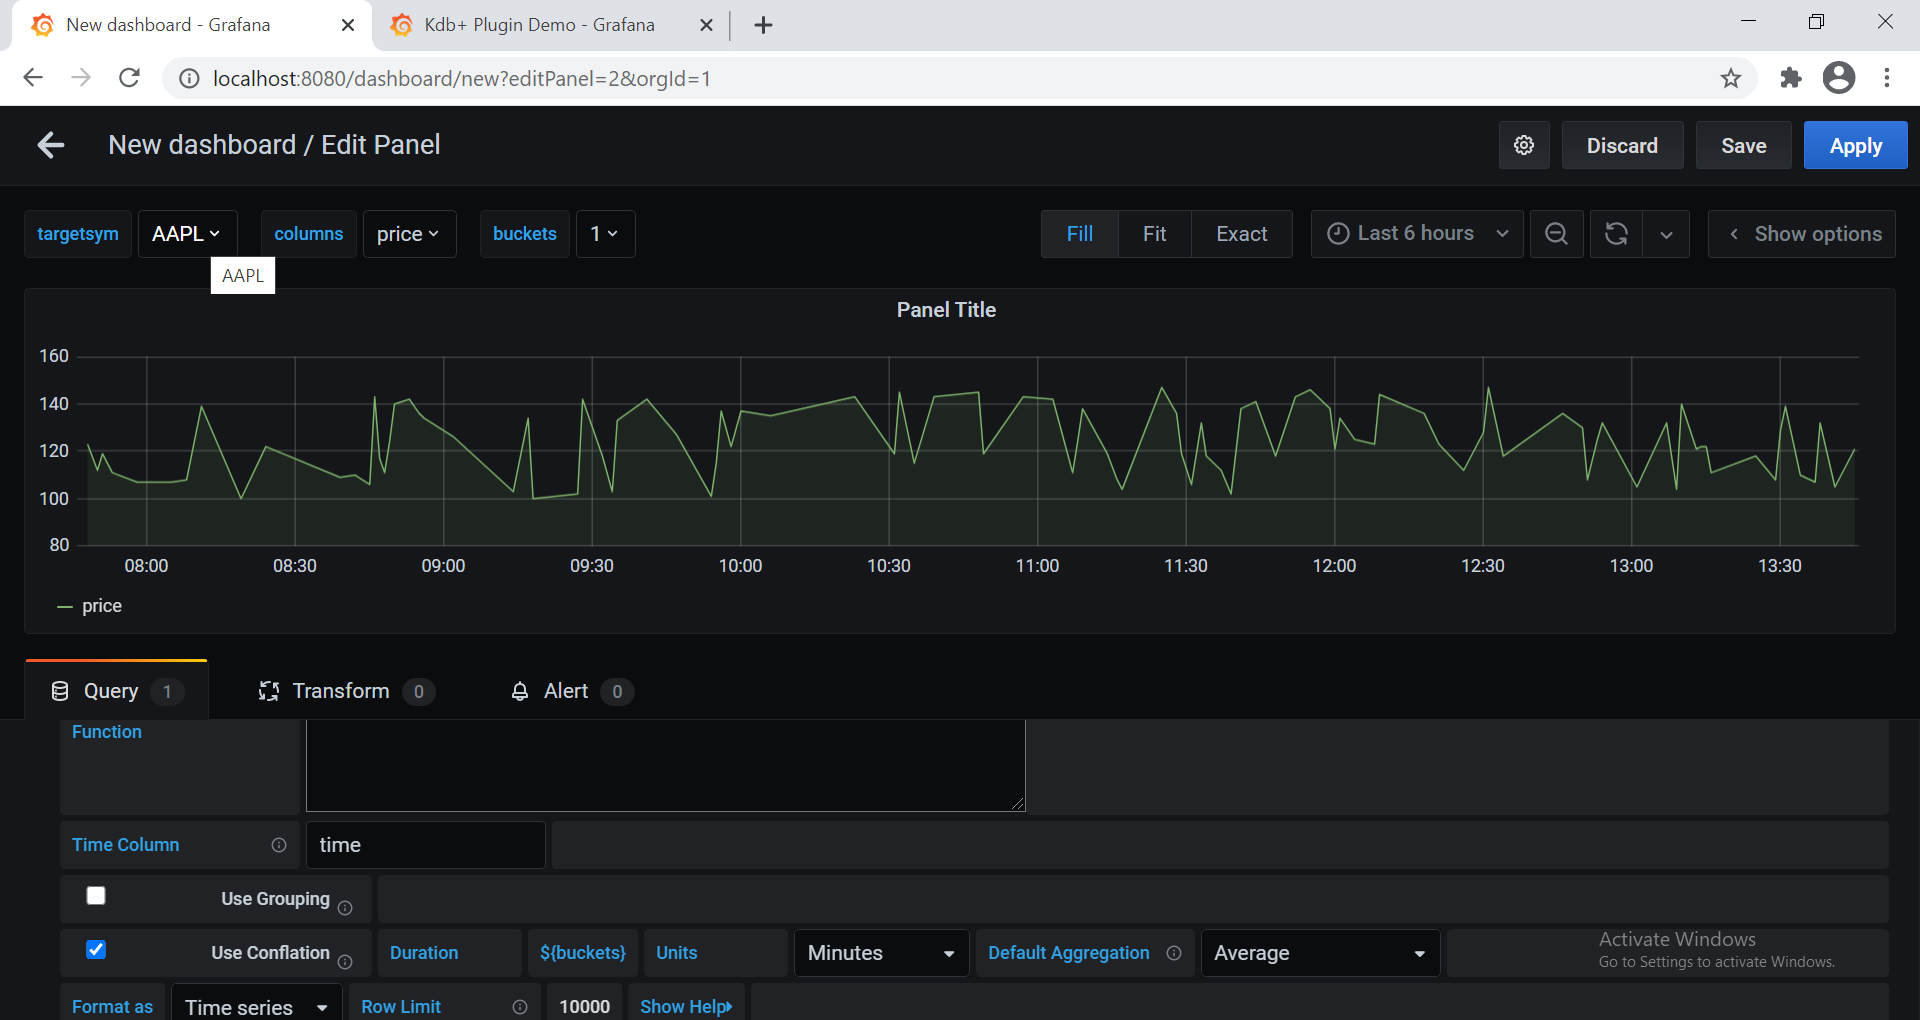 New dashboard - Grafana
Kdb+ Plugin Demo - Grafana
localhost:8080/dashboard/new?editPanel=2&orgId=1
New dashboard / Edit Panel
Discard
Save
Apply
targetsym
AAPL
columns
price
buckets
1
Fill
Fit
Exact
Last 6 hours
Show options
AAPL
Panel Title
160
140
120
100
80
08:00
08:30
09:00
09:30
10:00
10:30
11:00
11:30
12:00
12:30
13:00
13:30
price
Query 1
Transform 0
Alert 0
Function
Time Column
time
Use Grouping
Use Conflation
Duration
${buckets}
Units
Minutes
Default Aggregation
Average
Activate Windows
Go to Settings to activate Windows.
Format as
Time series
Row Limit
10000
Show Help